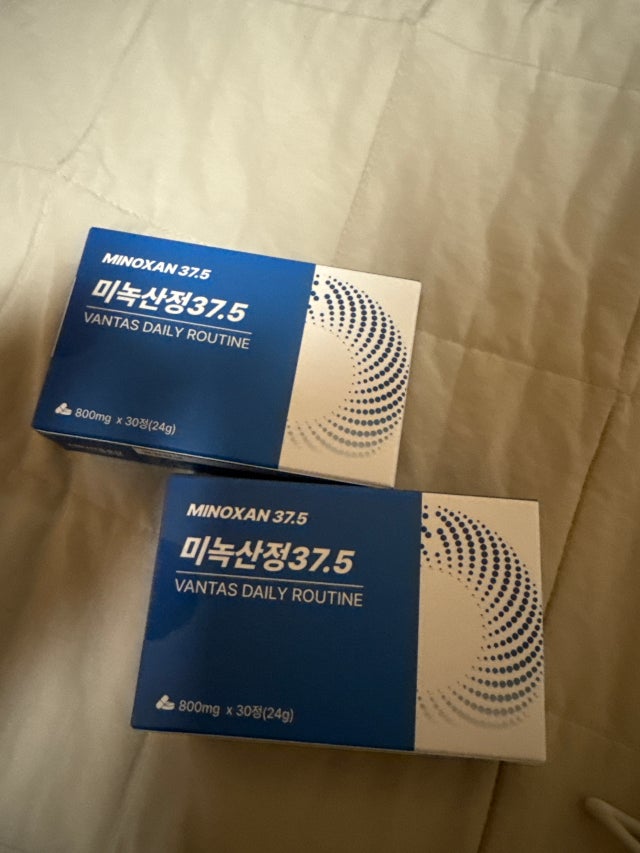 MINOXAN 37.5
미녹산정37.5
VANTAS DAILY ROUTINE
800mg x 30정(24g)
MINOXAN 37.5
미녹산정37.5
VANTAS DAILY ROUTINE
800mg x 30정(24g)